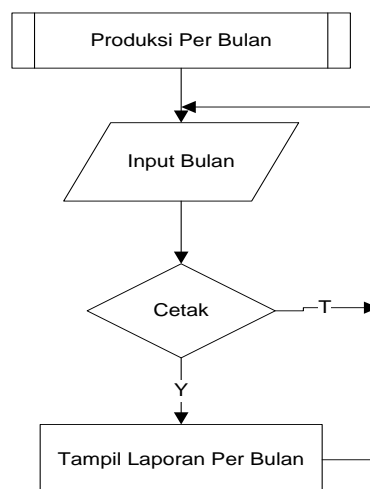 Produksi Per Bulan
Input Bulan
Cetak
T
Y
Tampil Laporan Per Bulan